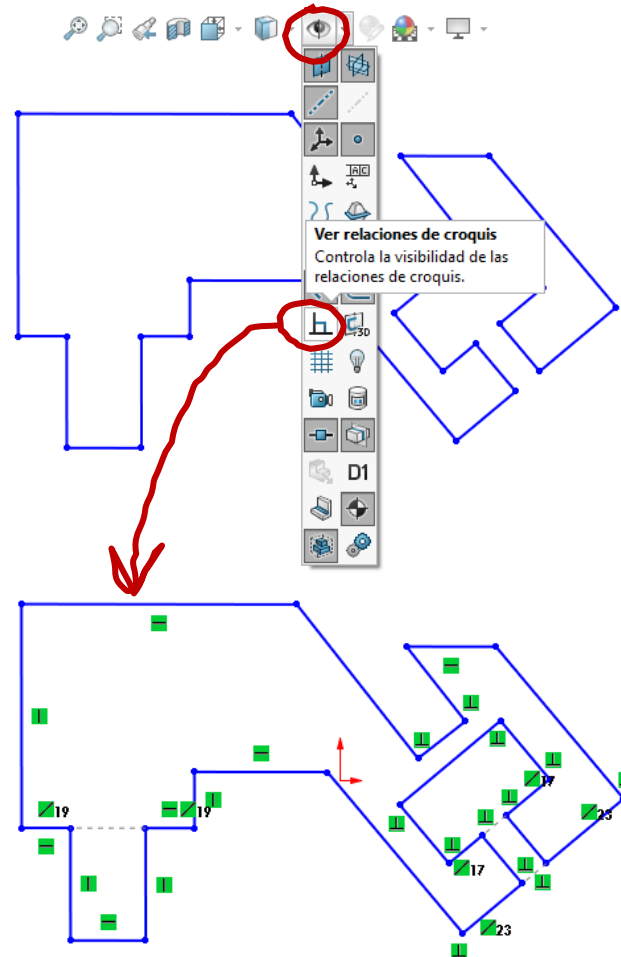 ABC
Ver relaciones de croquis
Controla la visibilidad de las
relaciones de croquis.
3D
D1
19
19
17
23
17
23